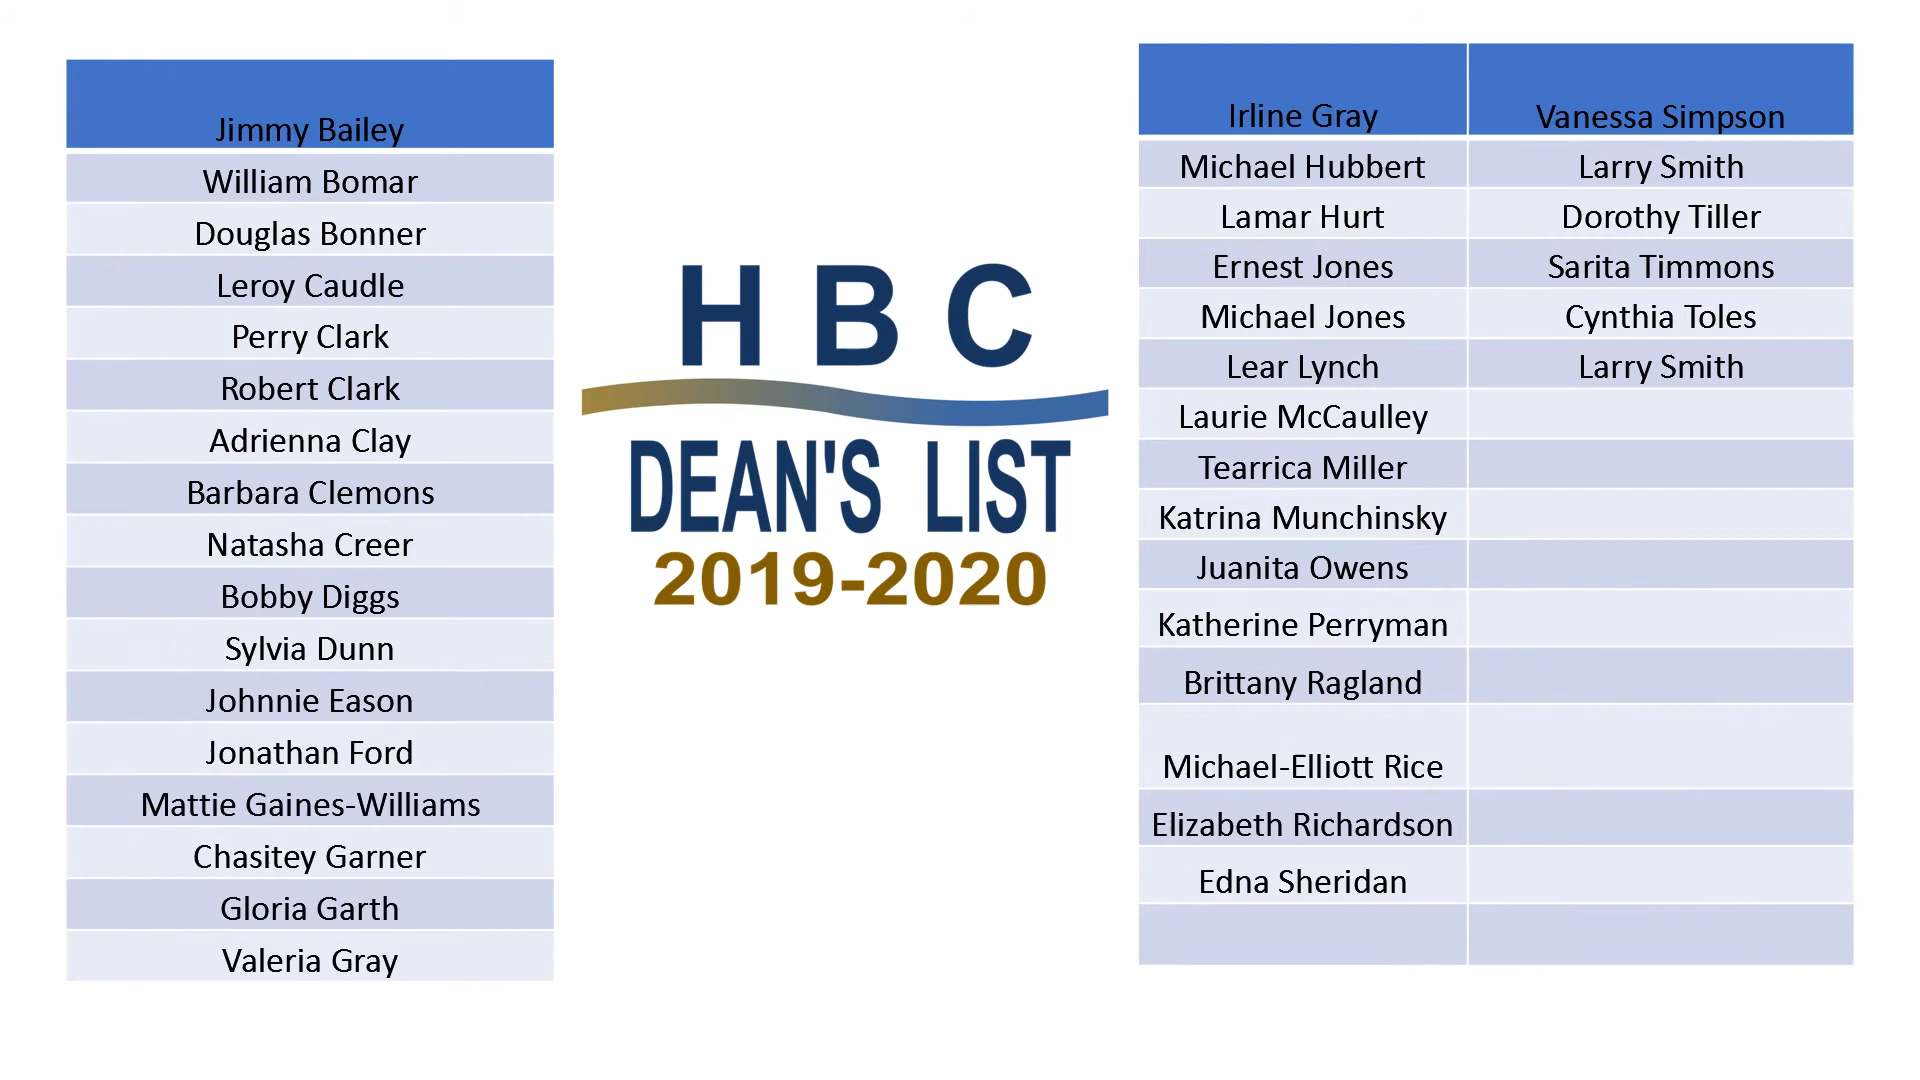 Jimmy Bailey
William Bomar
Douglas Bonner
Leroy Caudle
Perry Clark
Robert Clark
Adrienna Clay
Barbara Clemons
Natasha Creer
Bobby Diggs
Sylvia Dunn
Johnnie Eason
Jonathan Ford
Mattie Gaines-Williams
Chasitey Garner
Gloria Garth
Valeria Gray
H B C
DEAN'S LIST
2019-2020
Irline Gray Vanessa Simpson
Michael Hubbert Larry Smith
Lamar Hurt Dorothy Tiller
Ernest Jones Sarita Timmons
Michael Jones Cynthia Toles
Lear Lynch Larry Smith
Laurie McCaulley
Tearrica Miller
Katrina Munchinsky
Juanita Owens
Katherine Perryman
Brittany Ragland
Michael-Elliott Rice
Elizabeth Richardson
Edna Sheridan